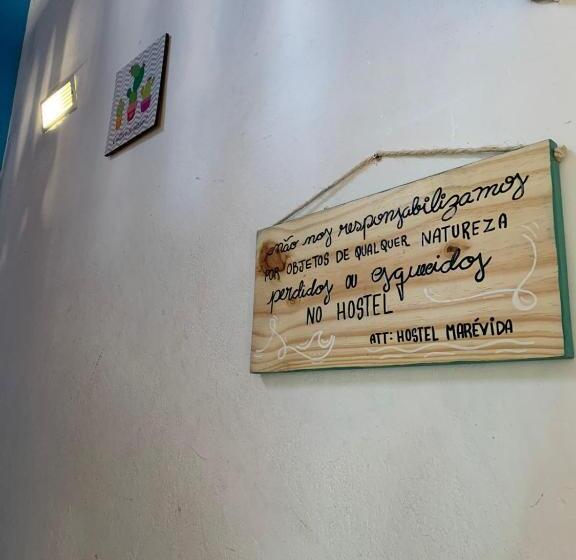 não nos responsabilizamos
POR OBJETOS DE QUALQUER NATUREZA
perdidos ou esquecidos
NO HOSTEL
ATT: HOSTEL MARÉVIDA